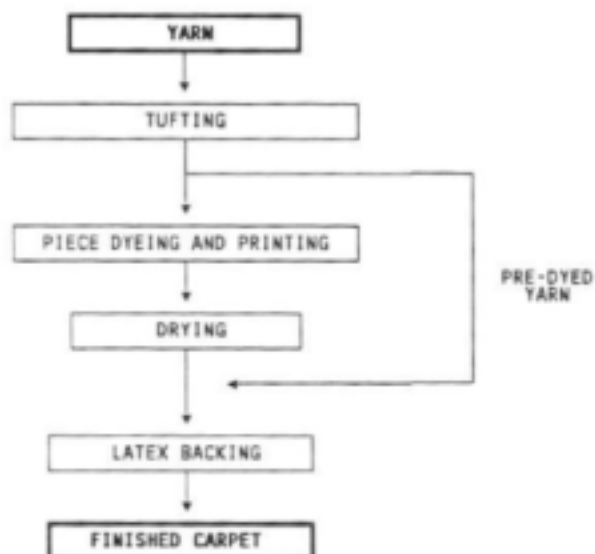 YARN
TUFTING
PIECE DYEING AND PRINTING
PRE-DYED
YARN
DRYING
LATEX BACKING
FINISHED CARPET